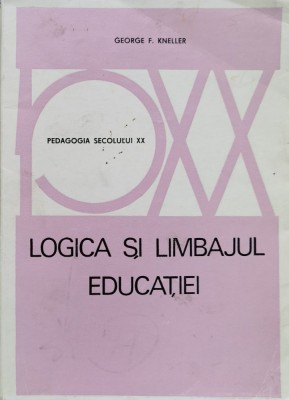 GEORGE F. KNELLER
PEDAGOGIA SECOLULUI XX
LOGICA ȘI LIMBAJUL
EDUCAȚIEI